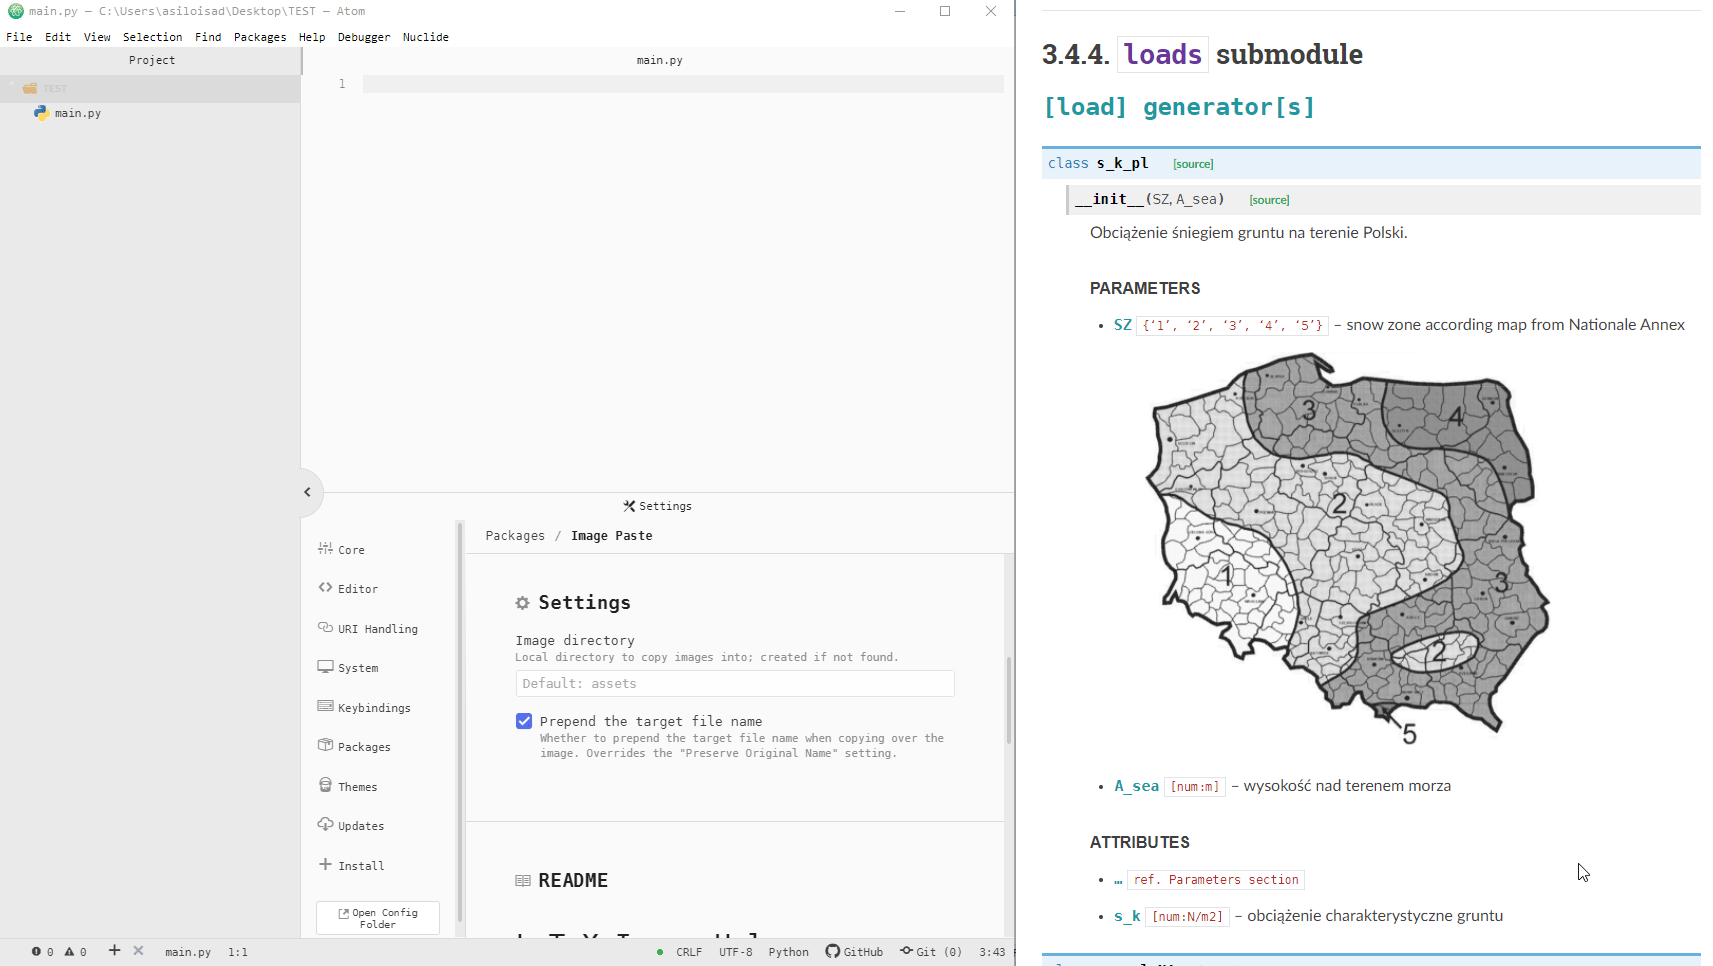 main.py — C:\Users\asiloisad\Desktop\TEST — Atom
File Edit View Selection Find Packages Help Debugger Nuclide
Project
TEST
main.py
main.py
1
Settings
Core
Editor
URI Handling
System
Keybindings
Packages
Themes
Updates
Install
Open Config
Folder
Packages / Image Paste
Settings
Image directory
Local directory to copy images into; created if not found.
Default: assets
Prepend the target file name
Whether to prepend the target file name when copying over the
image. Overrides the "Preserve Original Name" setting.
README
0 0 main.py 1:1 CRLF UTF-8 Python GitHub Git (0) 3:43
3.4.4. loads submodule
[load] generator[s]
class s_k_pl [source]
__init__(SZ, A_sea) [source]
Obciążenie śniegiem gruntu na terenie Polski.
PARAMETERS
• SZ {‘1’, ‘2’, ‘3’, ‘4’, ‘5’} – snow zone according map from Nationale Annex
3
4
2
1
3
2
5
• A_sea [num:m] – wysokość nad terenem morza
ATTRIBUTES
• … ref. Parameters section
• s_k [num:N/m2] – obciążenie charakterystyczne gruntu